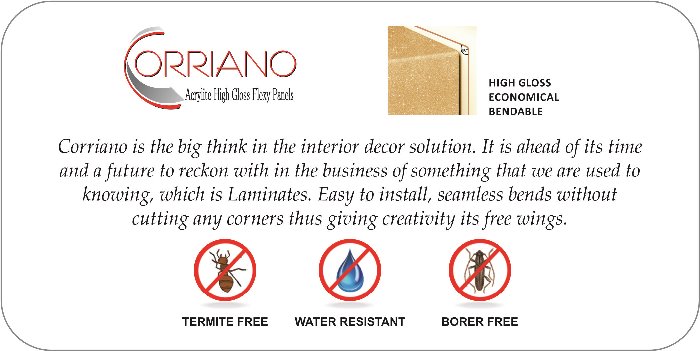 CORRIANO
Acrylite High Gloss Flexy Panels
HIGH GLOSS
ECONOMICAL
BENDABLE
Corriano is the big think in the interior decor solution. It is ahead of its time
and a future to reckon with in the business of something that we are used to
knowing, which is Laminates. Easy to install, seamless bends without
cutting any corners thus giving creativity its free wings.
TERMITE FREE WATER RESISTANT BORER FREE